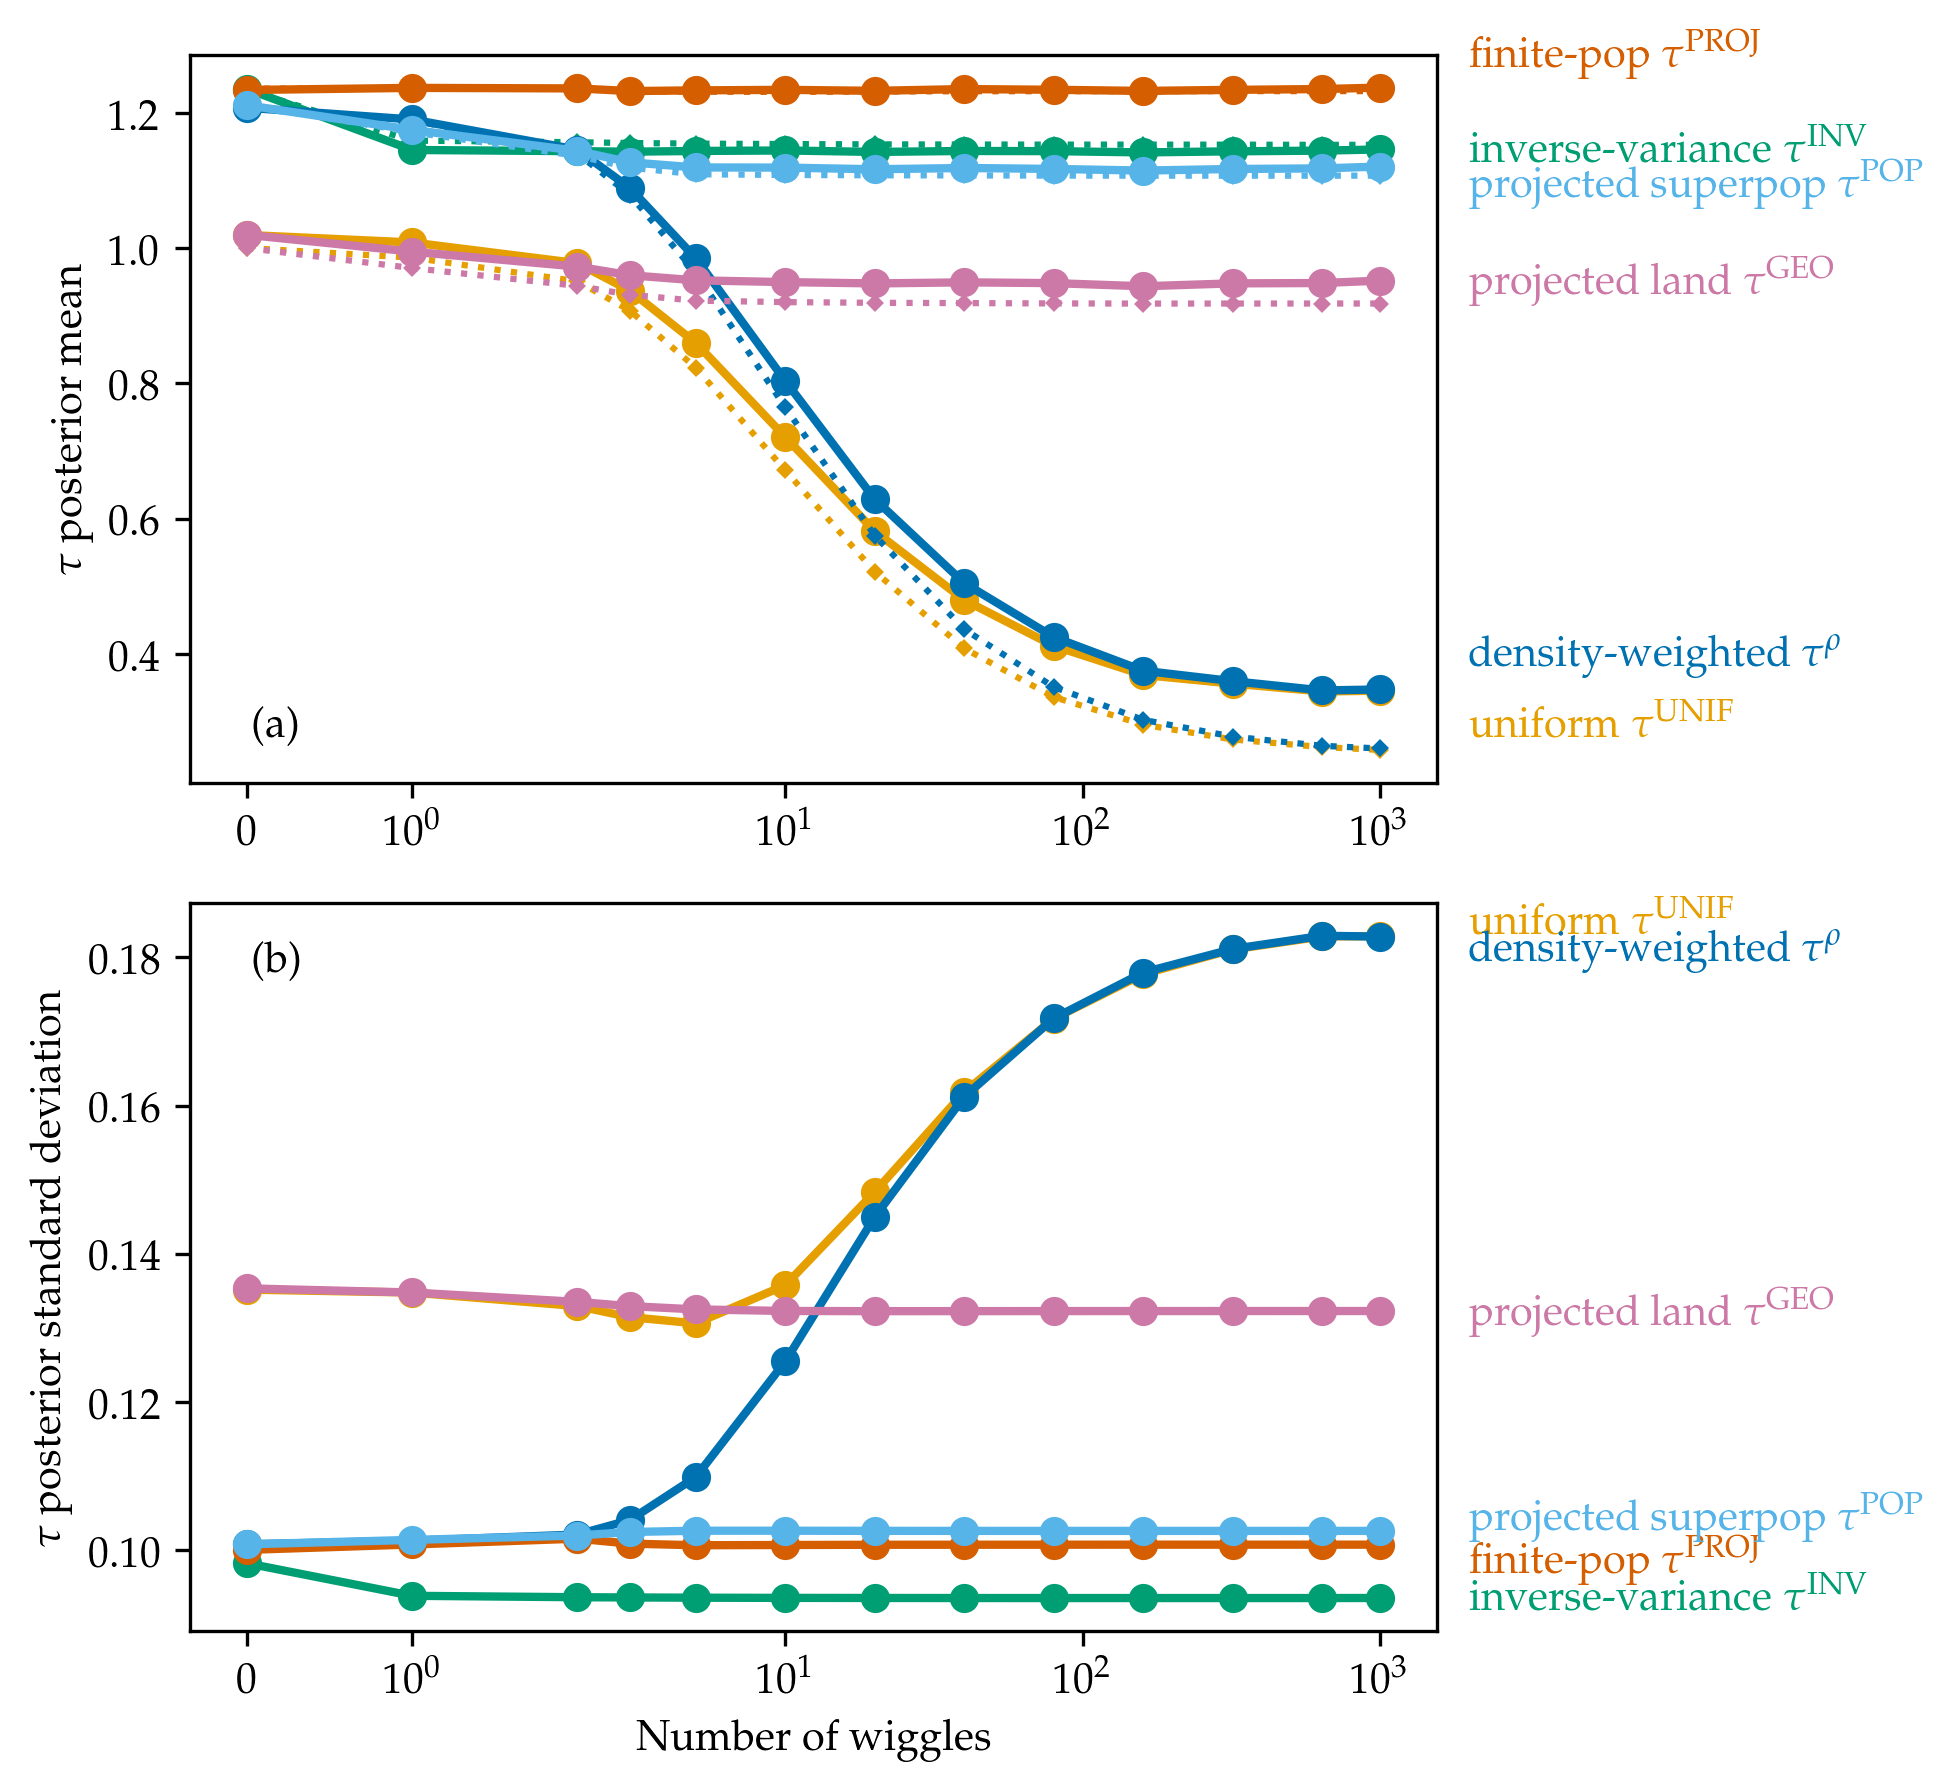 finite-pop τ^PROJ
1.2
inverse-variance τ^INV
projected superpop τ^POP
1.0
projected land τ^GEO
0.8
0.6
0.4
τ posterior mean
density-weighted τ^ρ
uniform τ^UNIF
(a)
0 10^0 10^1 10^2 10^3
uniform τ^UNIF
density-weighted τ^ρ
(b)
0.18
0.16
0.14
0.12
0.10
τ posterior standard deviation
projected land τ^GEO
projected superpop τ^POP
finite-pop τ^PROJ
inverse-variance τ^INV
0 10^0 10^1 10^2 10^3
Number of wiggles